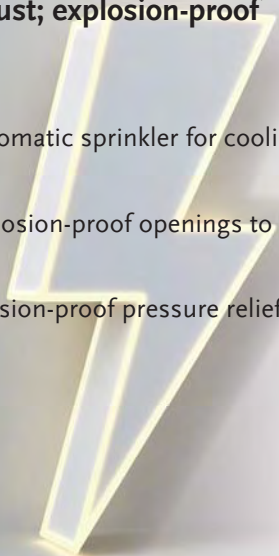 ust; explosion-proof
omatic sprinkler for cooli
osion-proof openings to
sion-proof pressure relief